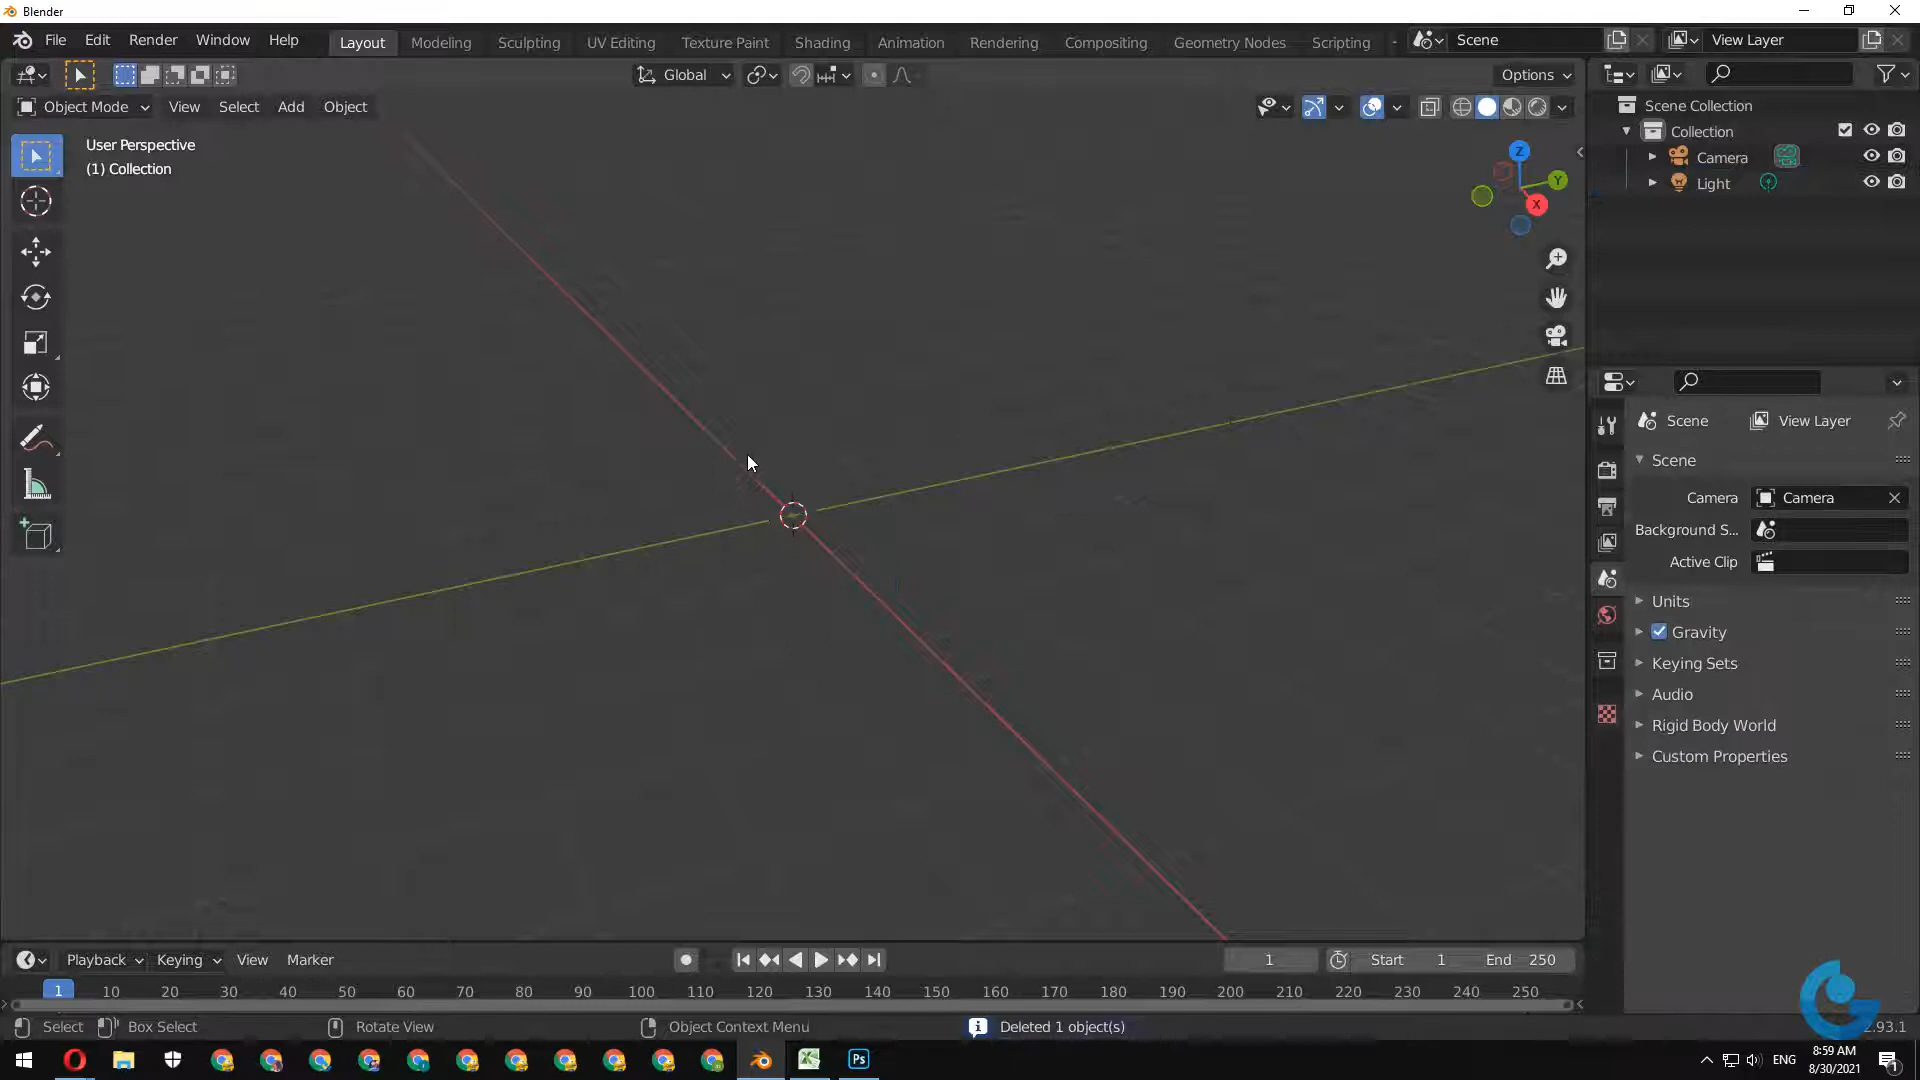 Blender
File Edit Render Window Help Layout Modeling Sculpting UV Editing Texture Paint Shading Animation Rendering Compositing Geometry Nodes Scripting Scene View Layer
Global Options
Object Mode View Select Add Object
Scene Collection
Collection
Camera
Light
User Perspective
(1) Collection
Z
Y
X
Scene View Layer
Scene
Camera Camera
Background S...
Active Clip
Units
Gravity
Keying Sets
Audio
Rigid Body World
Custom Properties
Playback Keying View Marker 1 Start 1 End 250
1 10 20 30 40 50 60 70 80 90 100 110 120 130 140 150 160 170 180 190 200 210 220 230 240 250
Select Box Select Rotate View Object Context Menu Deleted 1 object(s) 2.93.1
Ps ENG 8:59 AM
8/30/2021 1